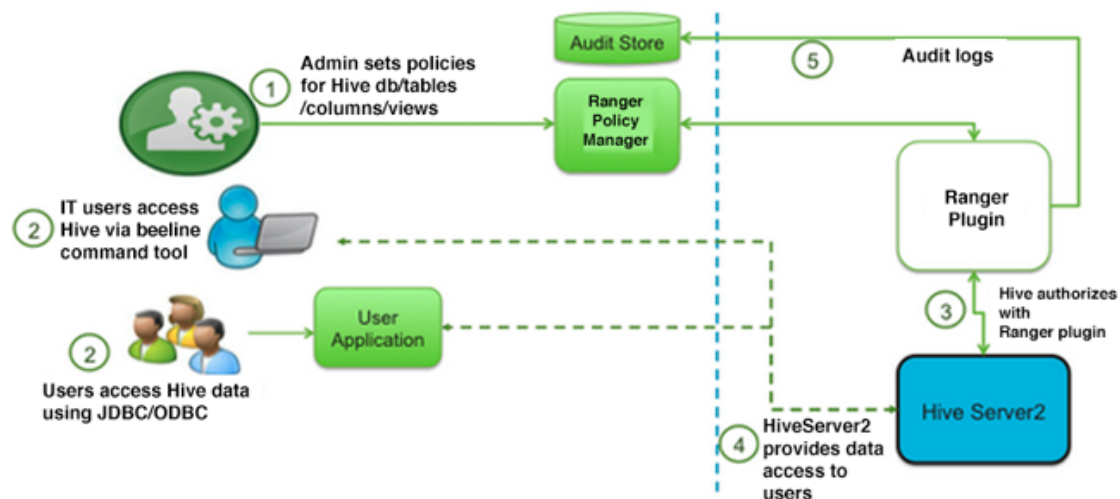 Audit Store
5
Audit logs
1
Admin sets policies
for Hive db/tables
/columns/views
Ranger
Policy
Manager
Ranger
Plugin
2
IT users access
Hive via beeline
command tool
3
Hive authorizes
with
Ranger plugin
User
Application
2
Users access Hive data
using JDBC/ODBC
Hive Server2
4
HiveServer2
provides data
access to
users